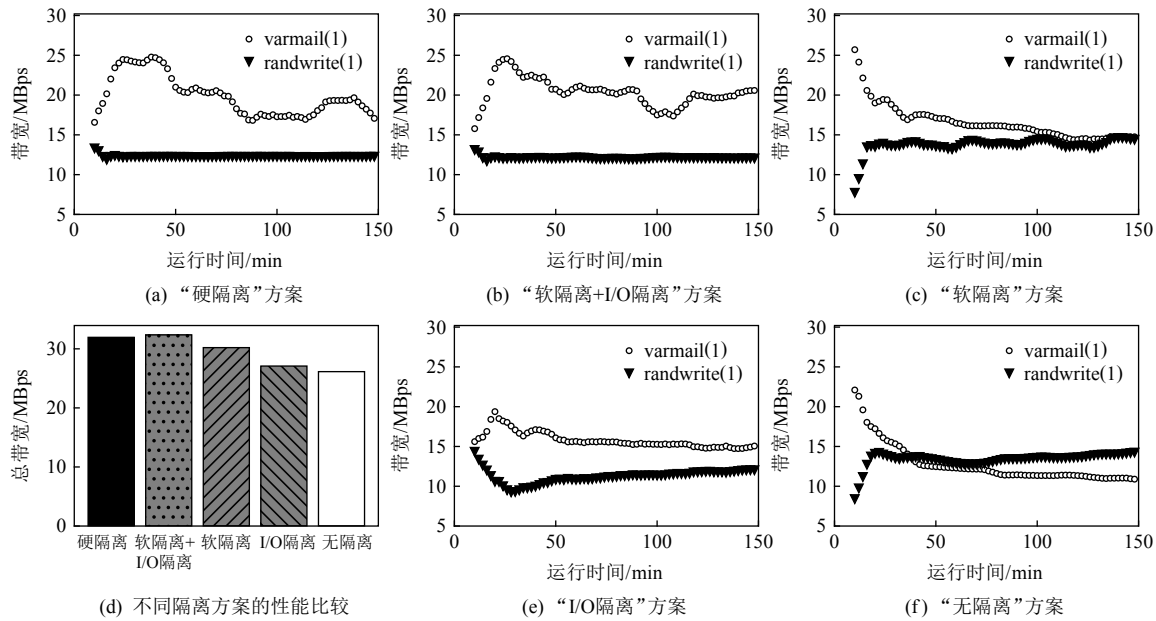 30
25
20
15
10
5
带宽/MBps
varmail(1)
randwrite(1)
0
50
100
150
运行时间/min
(a) “硬隔离”方案
30
25
20
15
10
5
带宽/MBps
varmail(1)
randwrite(1)
0
50
100
150
运行时间/min
(b) “软隔离+I/O隔离”方案
30
25
20
15
10
5
带宽/MBps
varmail(1)
randwrite(1)
0
50
100
150
运行时间/min
(c) “软隔离”方案
30
20
10
0
总带宽/MBps
硬隔离
软隔离+
I/O隔离
软隔离
I/O隔离
无隔离
(d) 不同隔离方案的性能比较
30
25
20
15
10
5
带宽/MBps
varmail(1)
randwrite(1)
0
50
100
150
运行时间/min
(e) “I/O隔离”方案
30
25
20
15
10
5
带宽/MBps
varmail(1)
randwrite(1)
0
50
100
150
运行时间/min
(f) “无隔离”方案